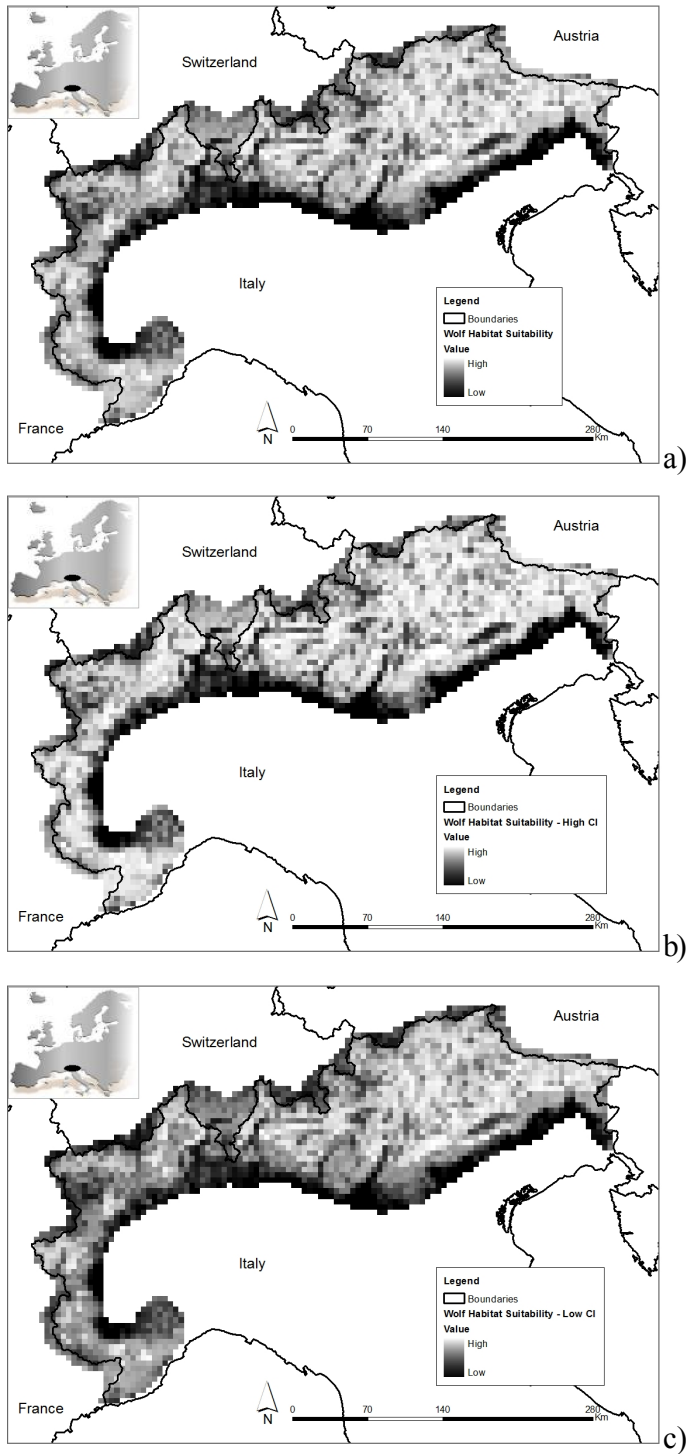 Switzerland
Austria
Italy
France
Legend
Boundaries
Wolf Habitat Suitability
Value
High
Low
N
0 70 140 280
Km
a)
Switzerland
Austria
Italy
France
Legend
Boundaries
Wolf Habitat Suitability - High CI
Value
High
Low
N
0 70 140 280
Km
b)
Switzerland
Austria
Italy
France
Legend
Boundaries
Wolf Habitat Suitability - Low CI
Value
High
Low
N
0 70 140 280
Km
c)